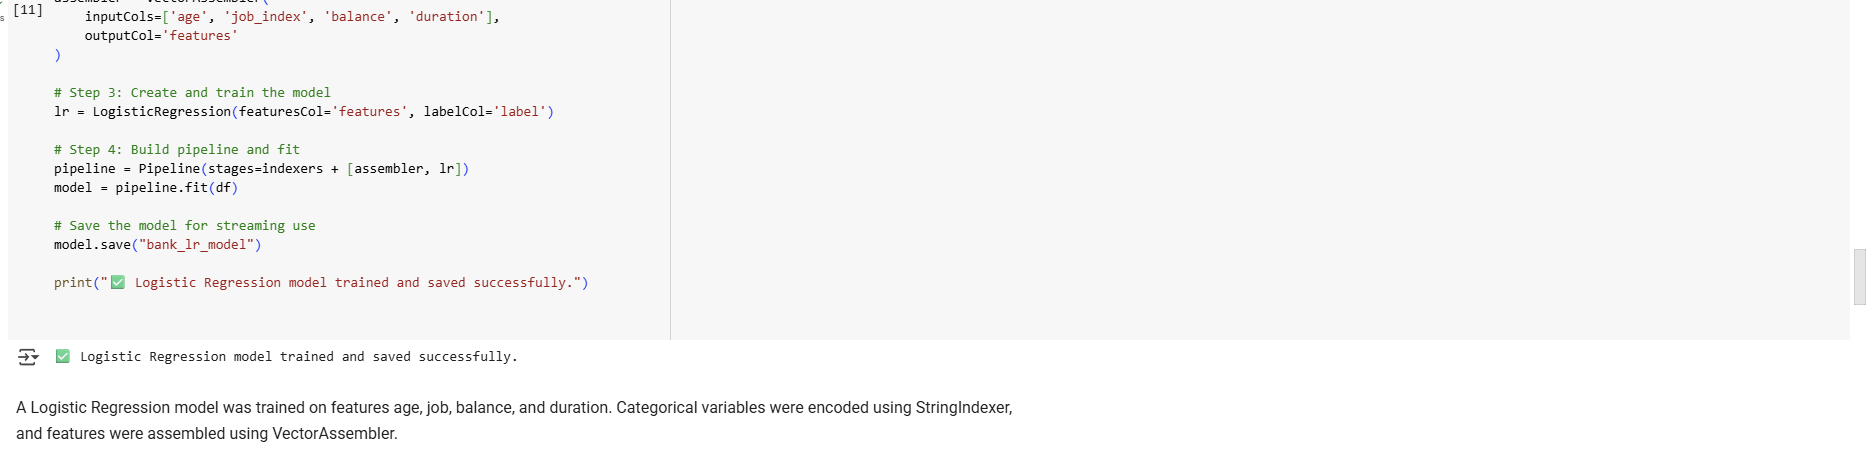 [11]
inputCols=['age', 'job_index', 'balance', 'duration'],
outputCol='features'
)
# Step 3: Create and train the model
lr = LogisticRegression(featuresCol='features', labelCol='label')
# Step 4: Build pipeline and fit
pipeline = Pipeline(stages=indexers + [assembler, lr])
model = pipeline.fit(df)
# Save the model for streaming use
model.save("bank_lr_model")
print("✅ Logistic Regression model trained and saved successfully.")
✅ Logistic Regression model trained and saved successfully.
A Logistic Regression model was trained on features age, job, balance, and duration. Categorical variables were encoded using StringIndexer,
and features were assembled using VectorAssembler.